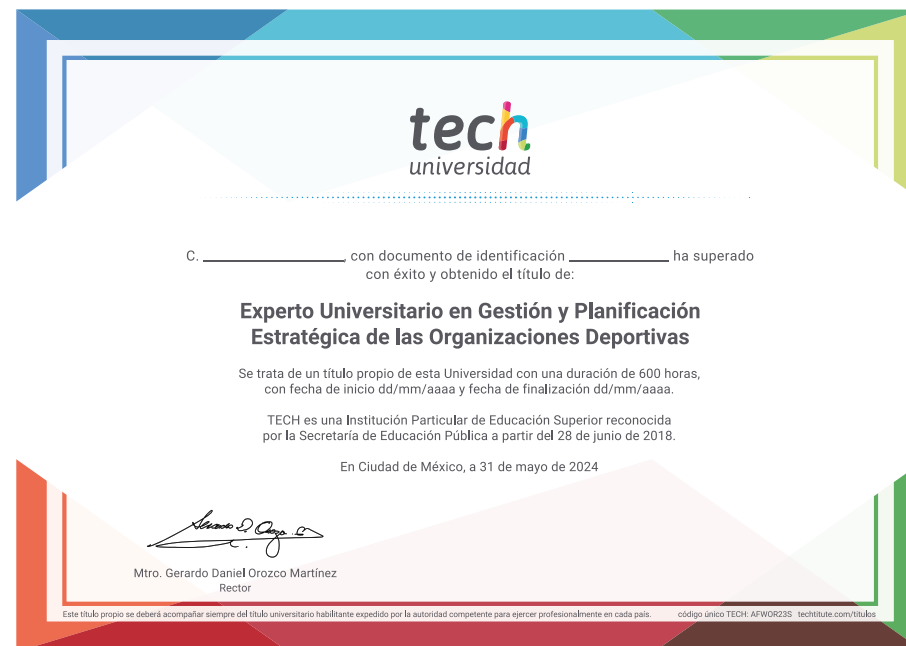 tech
universidad
C. ____________, con documento de identificación ____________ ha superado
con éxito y obtenido el título de:
Experto Universitario en Gestión y Planificación
Estratégica de las Organizaciones Deportivas
Se trata de un título propio de esta Universidad con una duración de 600 horas,
con fecha de inicio dd/mm/aaaa y fecha de finalización dd/mm/aaaa.
TECH es una Institución Particular de Educación Superior reconocida
por la Secretaría de Educación Pública a partir del 28 de junio de 2018.
En Ciudad de México, a 31 de mayo de 2024
Mtro. Gerardo Daniel Orozco Martínez
Rector
Este título propio se deberá acompañar siempre del título universitario habilitante expedido por la autoridad competente para ejercer profesionalmente en cada país. código único TECH: AFWOR23S techtitute.com/titulos